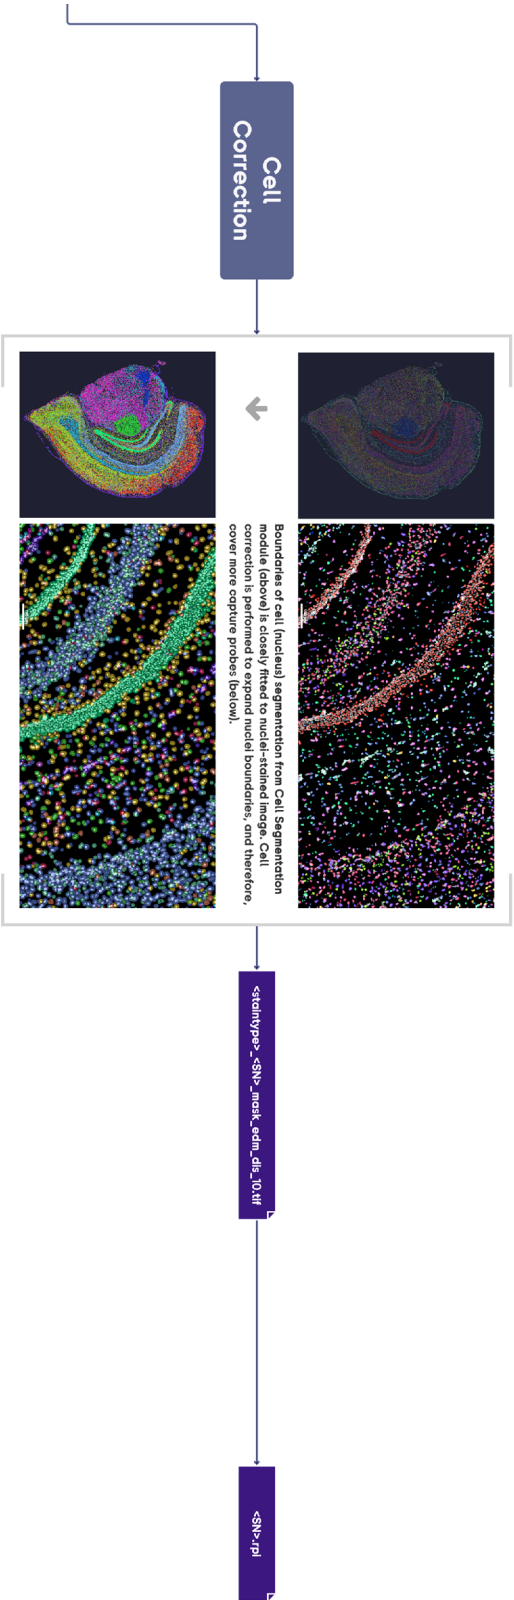 Cell
Correction
Boundaries of cell (nucleus) segmentation from Cell Segmentation
module (above) is closely fitted to nuclei-stained image. Cell
correction is performed to expand nuclei boundaries, and therefore,
cover more capture probes (below).
<staintype>_<SN>_mask_edm_dis_10.tif
<SN>.rpi